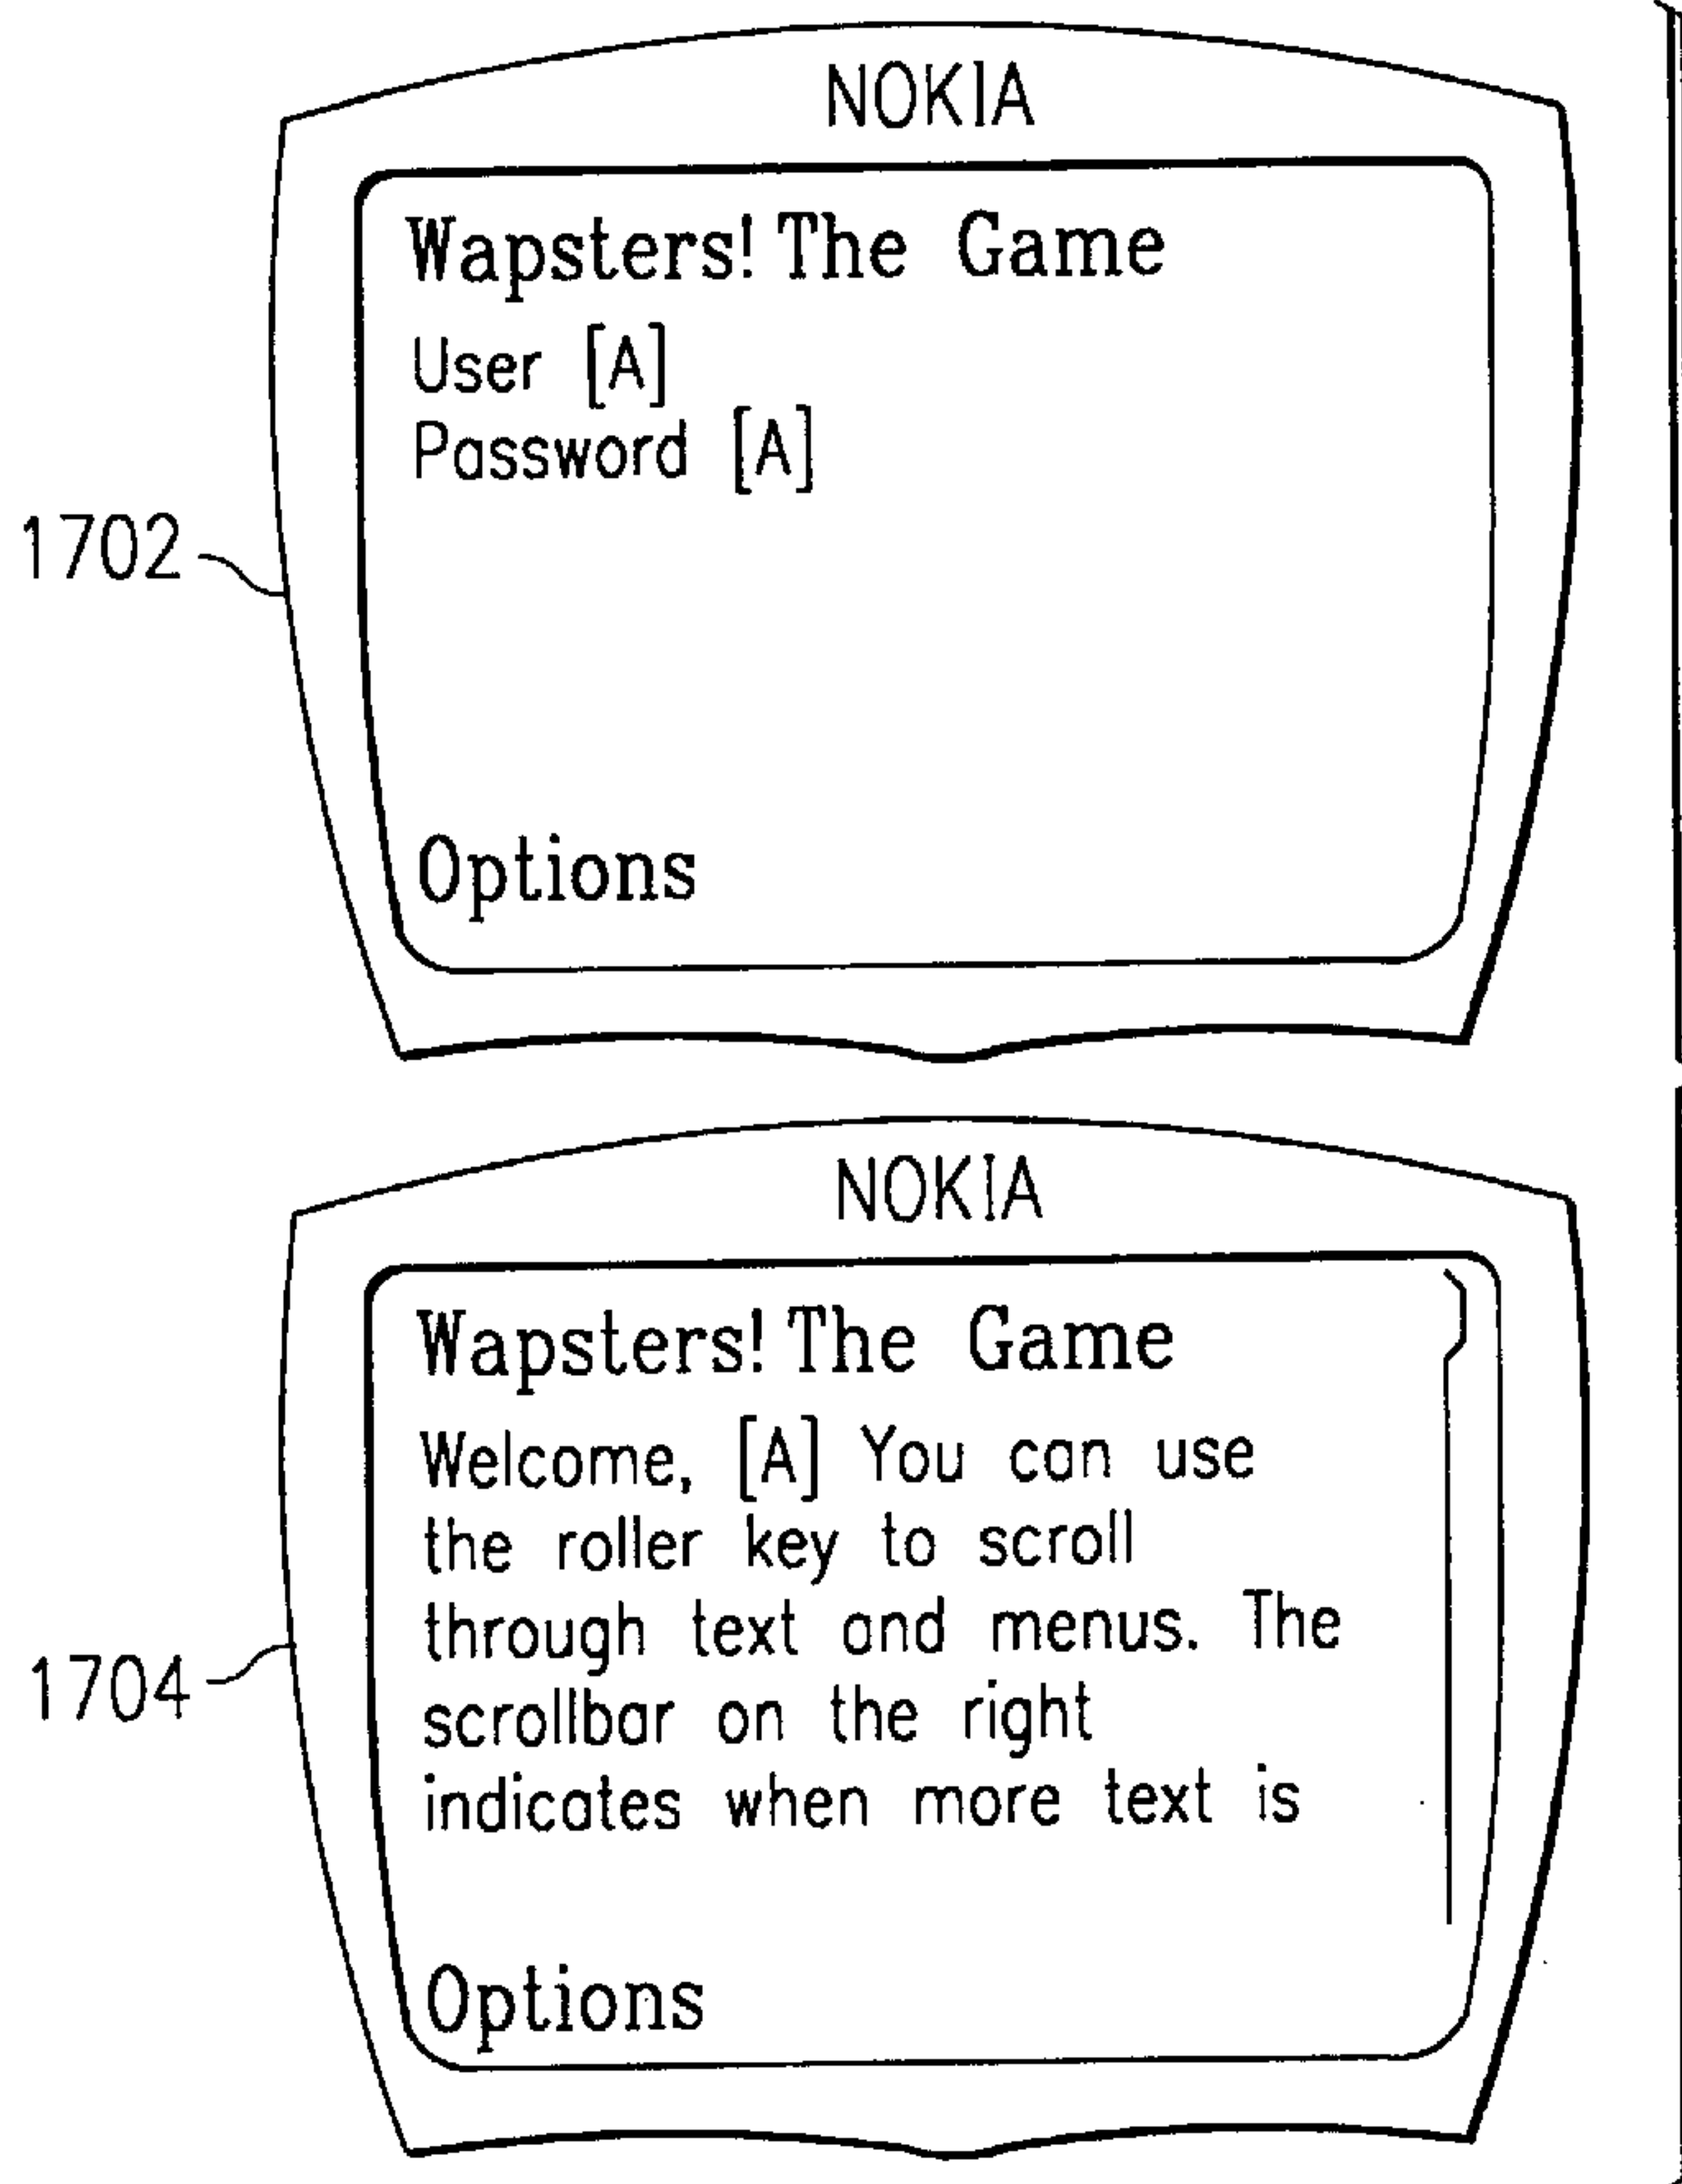 NOKIA
Wapsters! The Game
User [A]
Password [A]
1702
Options
NOKIA
Wapsters! The Game
Welcome, [A] You can use
the roller key to scroll
through text and menus. The
scrollbar on the right
indicates when more text is
1704
Options